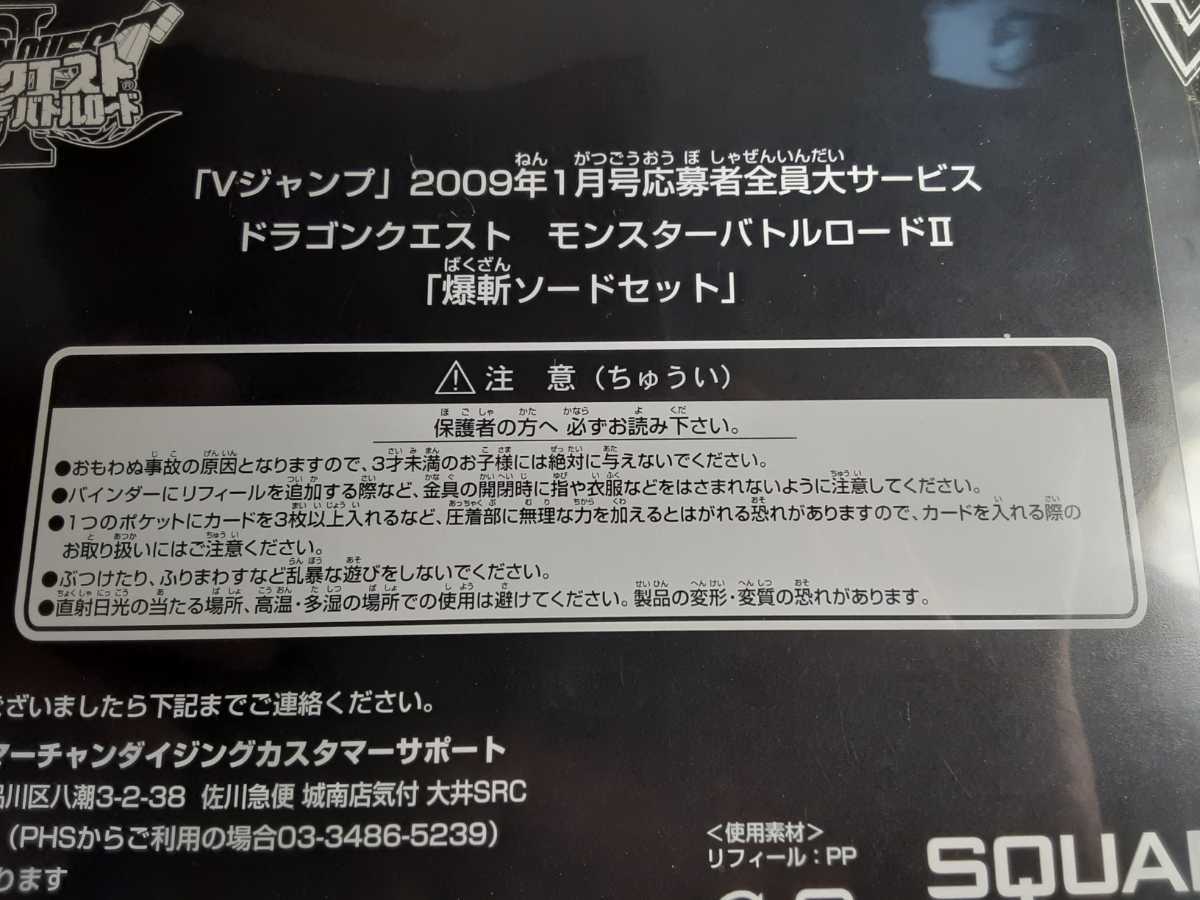 クエスト
バトルロード
「Vジャンプ」2009年1月号応募者全員大サービス
ドラゴンクエスト モンスターバトルロードⅡ
「爆斬ソードセット」
⚠注 意(ちゅうい)
保護者の方へ 必ずお読み下さい。
●おもわぬ事故の原因となりますので、3才未満のお子様には絶対に与えないでください。
●バインダーにリフィールを追加する際など、金具の開閉時に指や衣服などをはさまれないように注意してください。
●1つのポケットにカードを3枚以上入れるなど、圧着部に無理な力を加えるとはがれる恐れがありますので、カードを入れる際の
お取り扱いにはご注意ください。
●ぶつけたり、ふりまわすなど乱暴な遊びをしないでください。
●直射日光の当たる場所、高温・多湿の場所での使用は避けてください。製品の変形・変質の恐れがあります。
ございましたら下記までご連絡ください。
マーチャンダイジングカスタマーサポート
品川区八潮3-2-38 佐川急便 城南店気付 大井SRC
(PHSからご利用の場合03-3486-5239)
ります
<使用素材>
リフィール:PP
SQUA